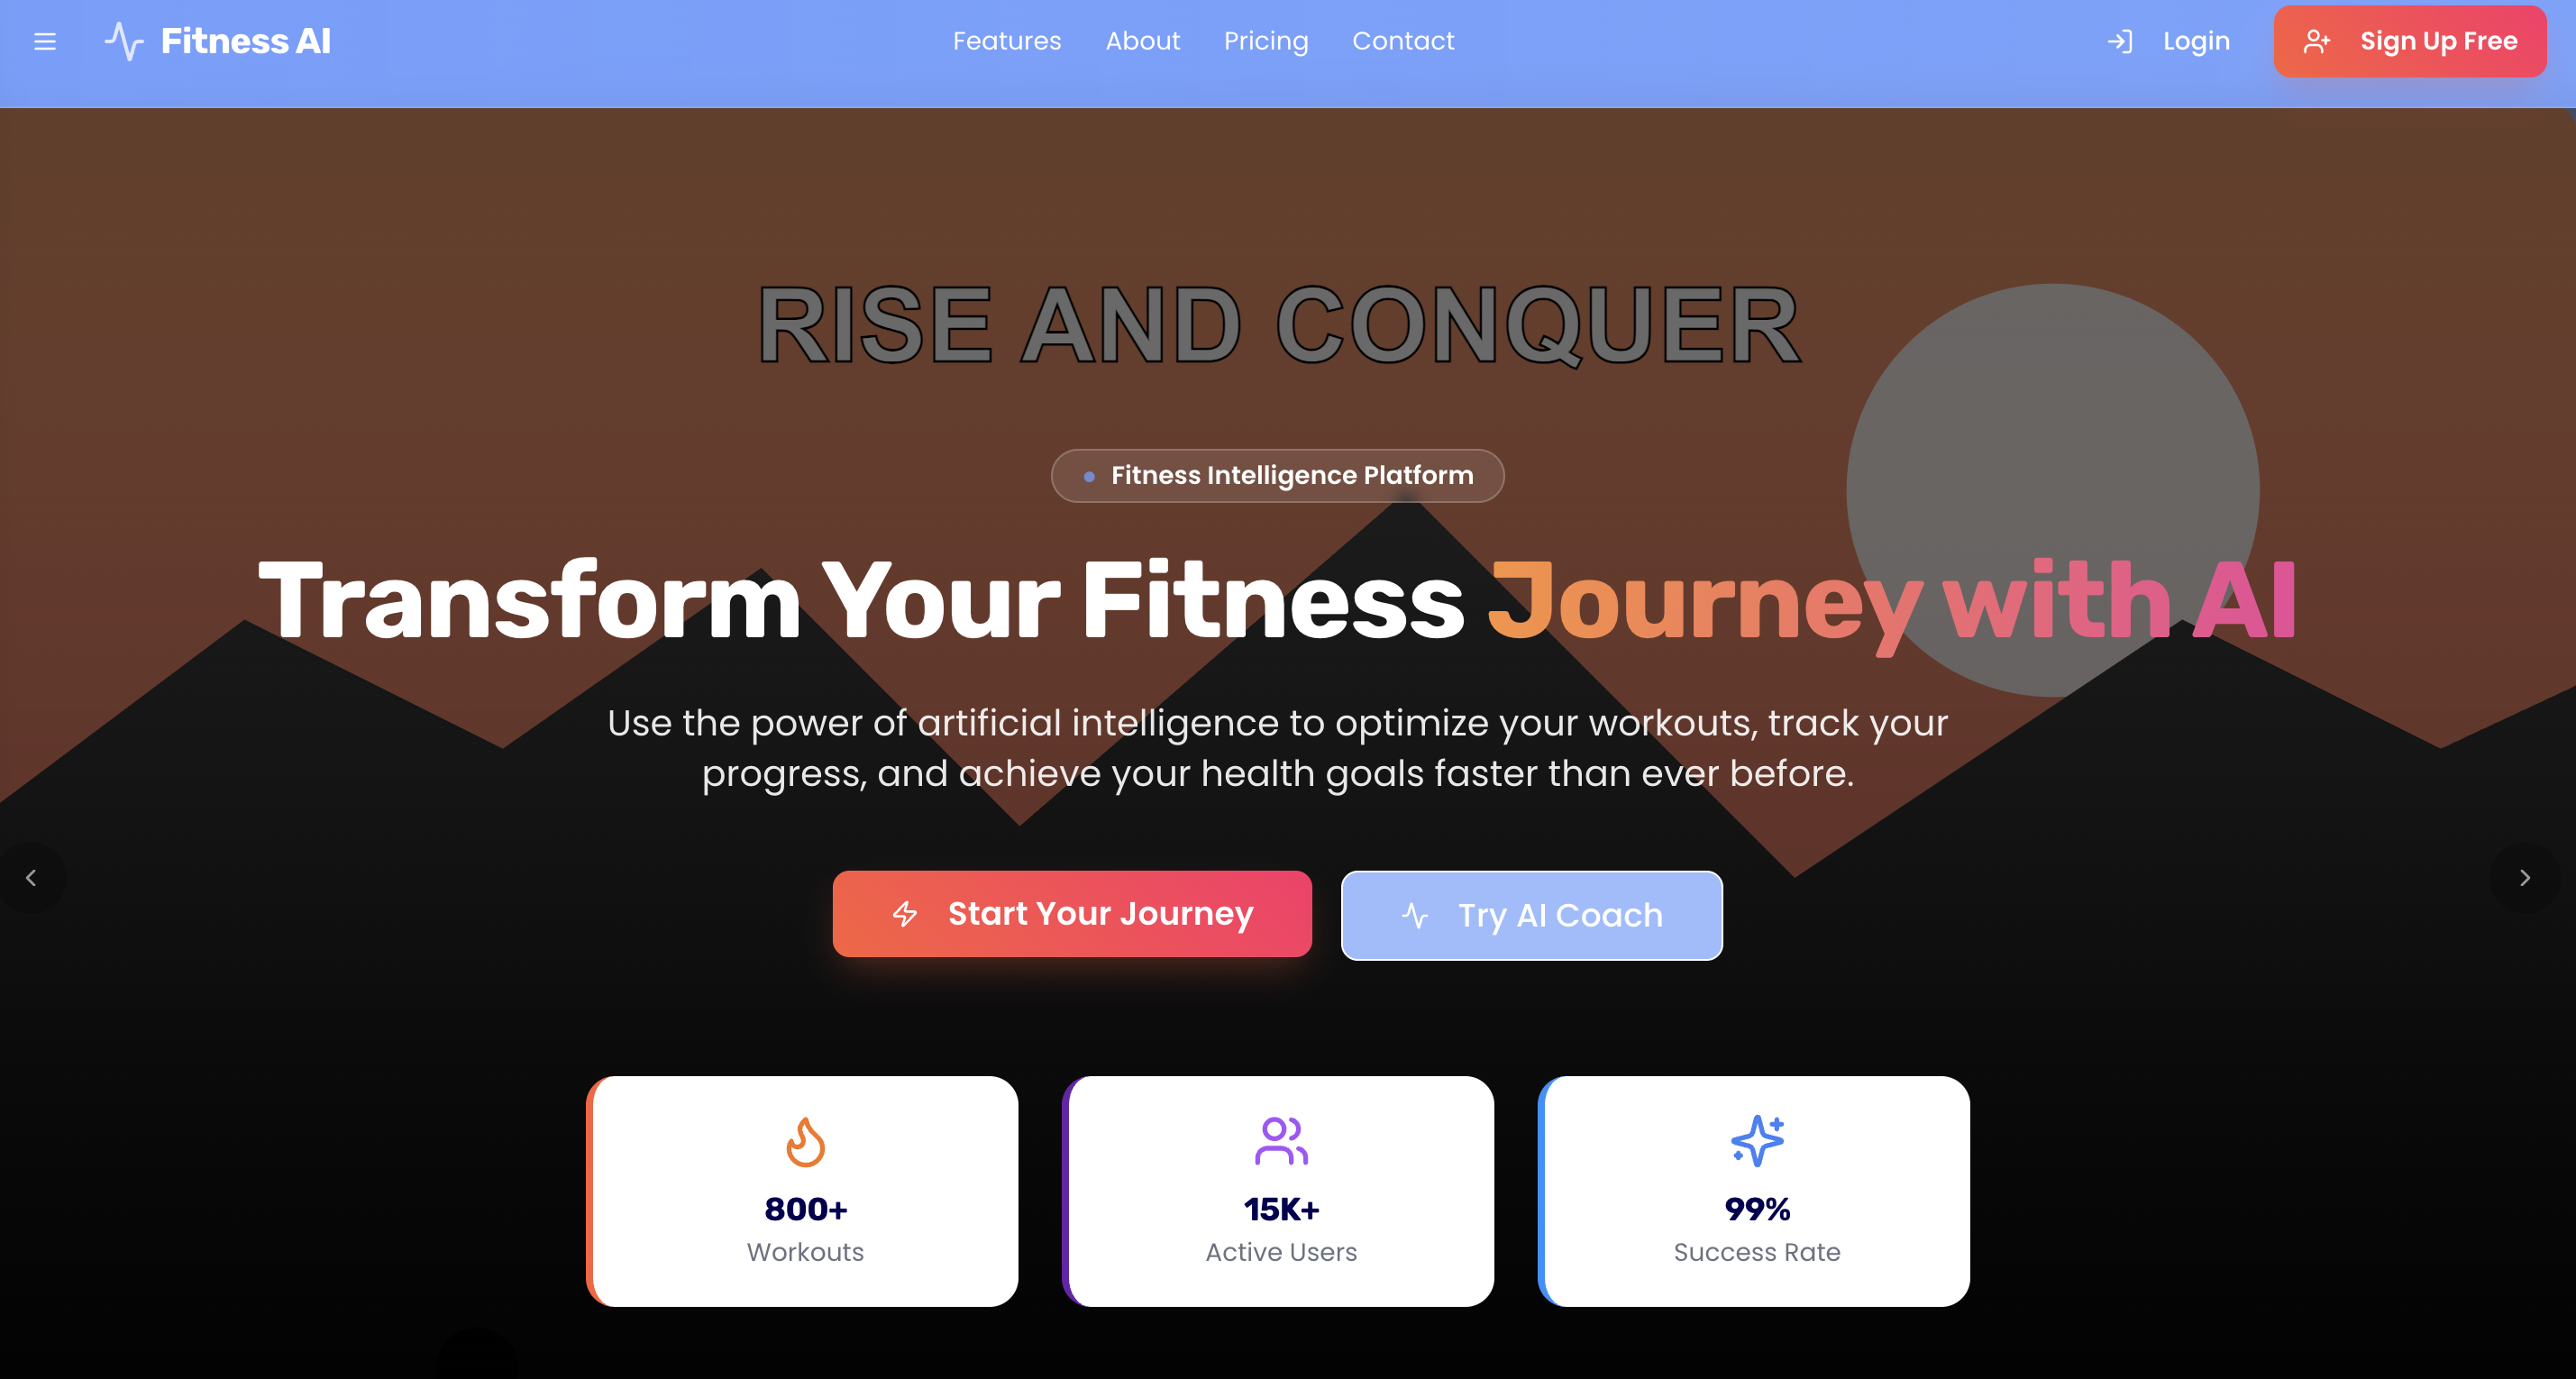 Fitness AI
Features
About
Pricing
Contact
Login
Sign Up Free
RISE AND CONQUER
Fitness Intelligence Platform
Transform Your Fitness Journey with AI
Use the power of artificial intelligence to optimize your workouts, track your
progress, and achieve your health goals faster than ever before.
Start Your Journey
Try AI Coach
800+
Workouts
15K+
Active Users
99%
Success Rate